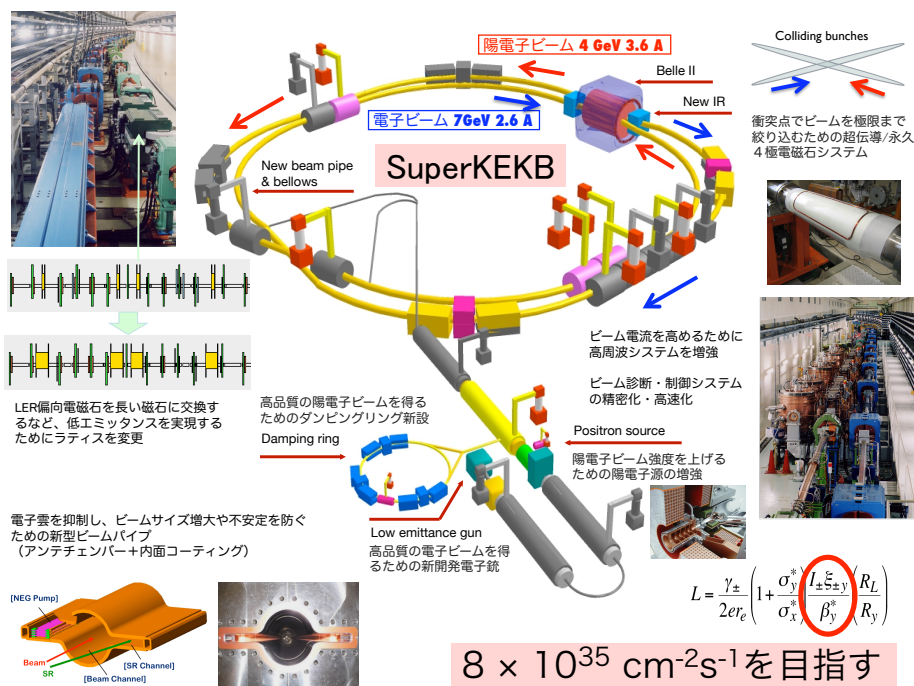 陽電子ビーム 4 GeV 3.6 A
Colliding bunches
Belle II
New IR
電子ビーム 7GeV 2.6 A
衝突点でビームを極限まで
絞り込むための超伝導/永久
４極電磁石システム
SuperKEKB
New beam pipe
& bellows
ビーム電流を高めるために
高周波システムを増強
ビーム診断・制御システム
の精密化・高速化
LER偏向電磁石を長い磁石に交換す
るなど、低エミッタンスを実現する
ためにラティスを変更
高品質の陽電子ビームを得る
ためのダンピングリング新設
Damping ring
Positron source
陽電子ビーム強度を上げる
ための陽電子源の増強
Low emittance gun
高品質の電子ビームを得
るための新開発電子銃
電子雲を抑制し、ビームサイズ増大や不安定を防ぐ
ための新型ビームパイプ
（アンテチェンバー＋内面コーティング）
[NEG Pump]
Beam
SR
[SR Channel]
[Beam Channel]
L = γ± / 2er_e (1 + σ*_y / σ*_x) I± ξ±y / β*_y (R_L / R_y)
8 × 10³⁵ cm⁻²s⁻¹を目指す